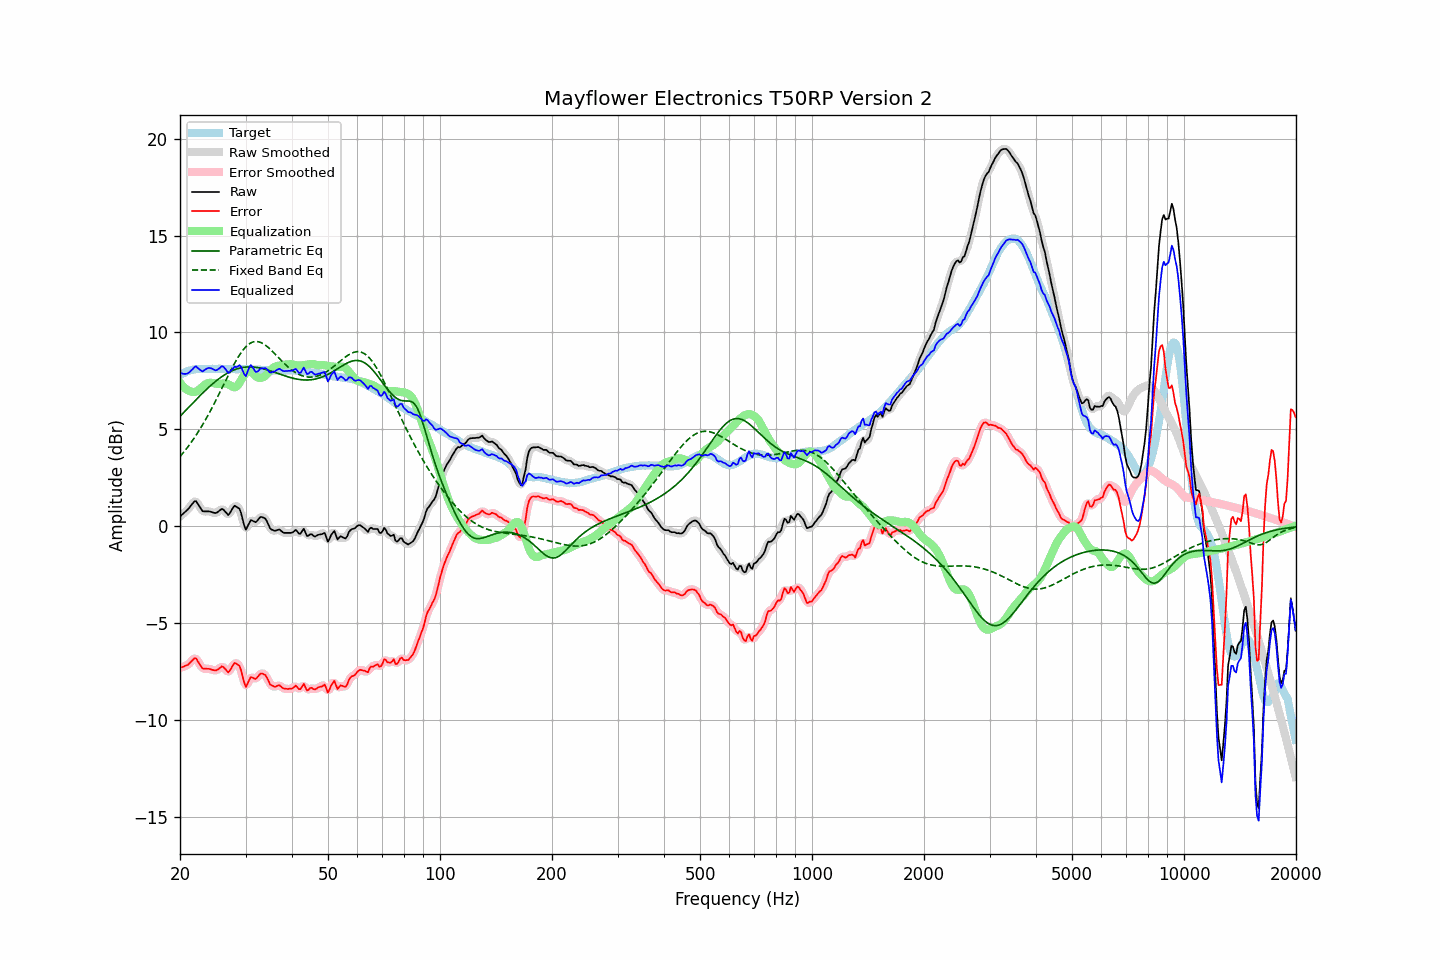 Mayflower Electronics T50RP Version 2
Target
Raw Smoothed
Error Smoothed
Raw
Error
Equalization
Parametric Eq
Fixed Band Eq
Equalized
20
15
10
5
0
−5
−10
−15
Amplitude (dBr)
20
50
100
200
500
1000
2000
5000
10000
20000
Frequency (Hz)